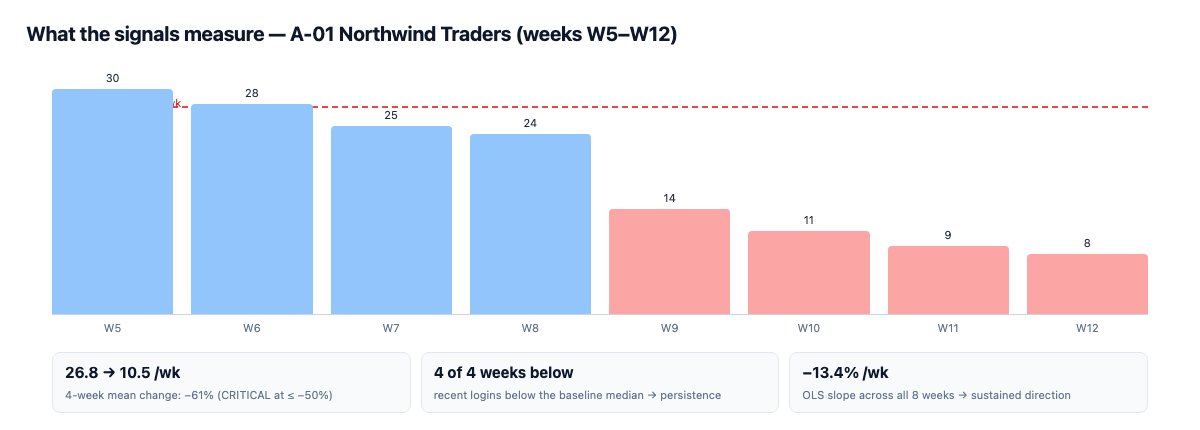 What the signals measure — A-01 Northwind Traders (weeks W5–W12)
30
28
25
24
14
11
9
8
W5
W6
W7
W8
W9
W10
W11
W12
26.8 → 10.5 /wk
4-week mean change: −61% (CRITICAL at ≤ −50%)
4 of 4 weeks below
recent logins below the baseline median → persistence
−13.4% /wk
OLS slope across all 8 weeks → sustained direction